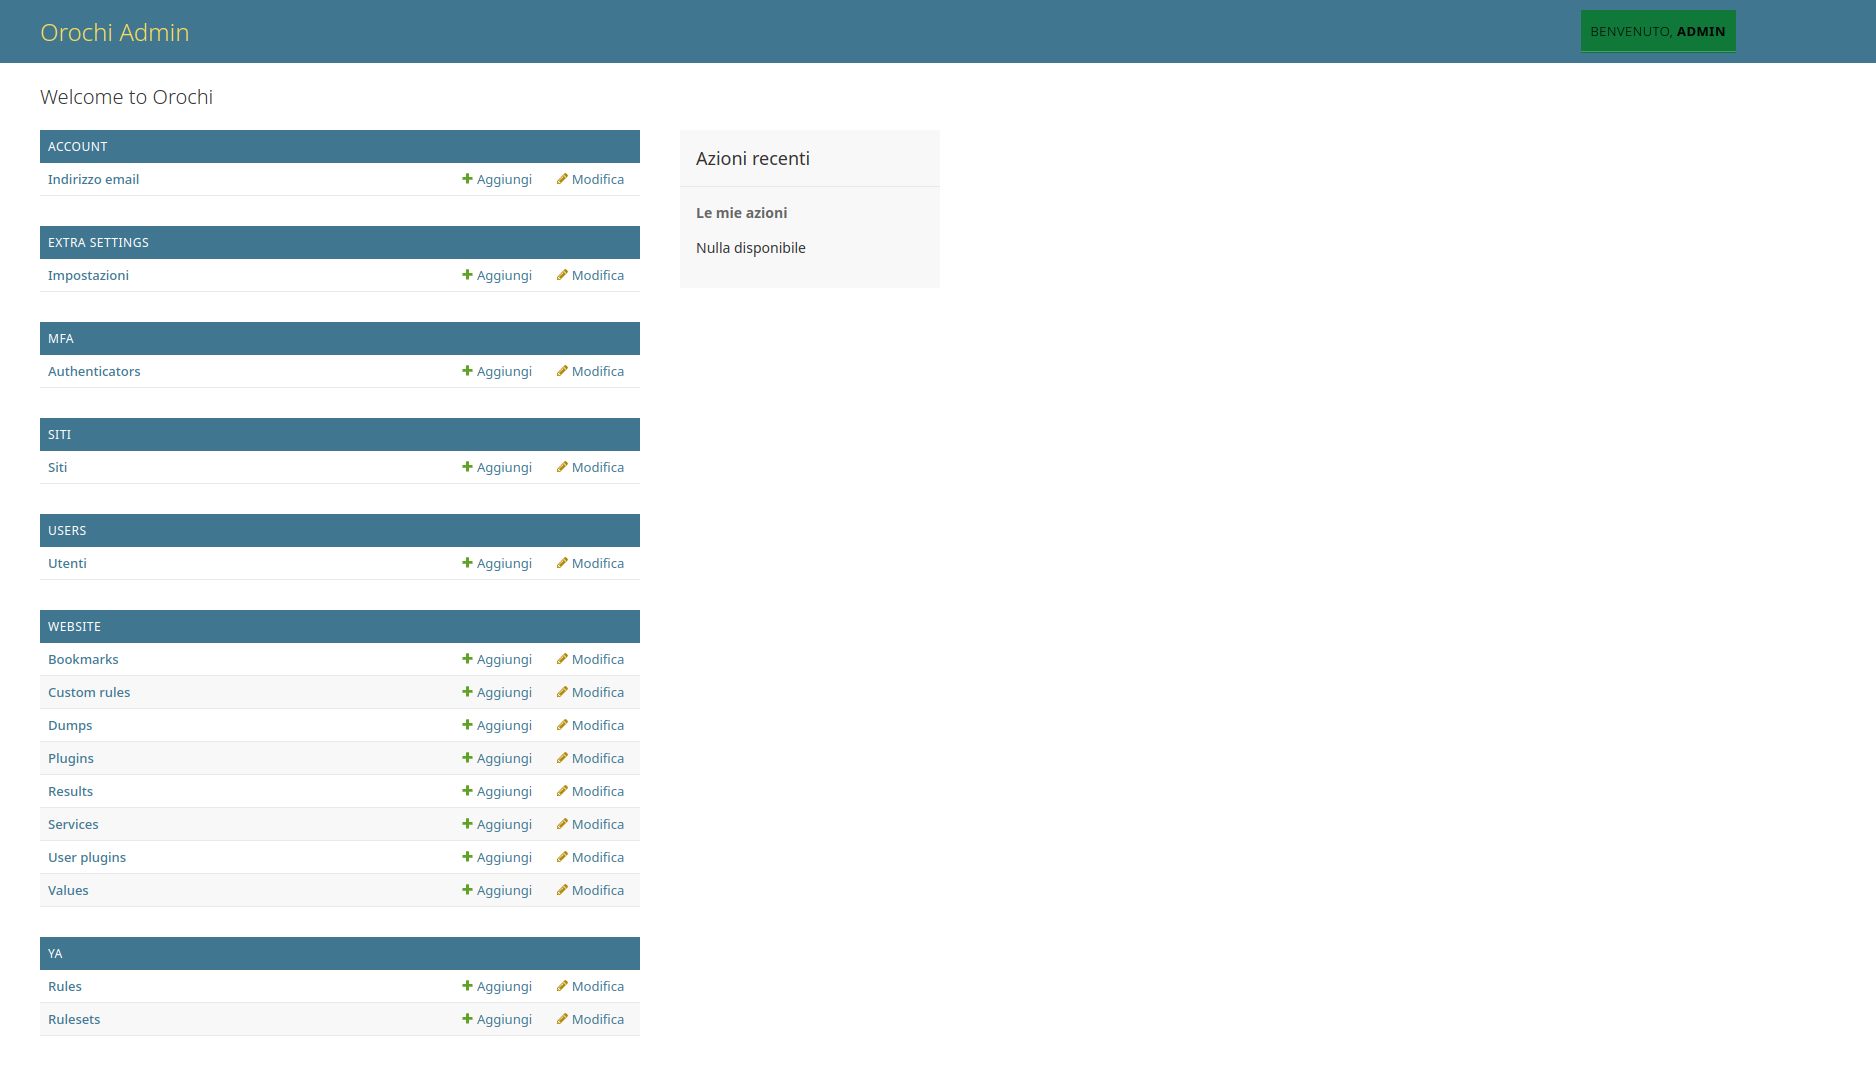 Orochi Admin
BENVENUTO, ADMIN
Welcome to Orochi
ACCOUNT
Indirizzo email Aggiungi Modifica
EXTRA SETTINGS
Impostazioni Aggiungi Modifica
MFA
Authenticators Aggiungi Modifica
SITI
Siti Aggiungi Modifica
USERS
Utenti Aggiungi Modifica
WEBSITE
Bookmarks Aggiungi Modifica
Custom rules Aggiungi Modifica
Dumps Aggiungi Modifica
Plugins Aggiungi Modifica
Results Aggiungi Modifica
Services Aggiungi Modifica
User plugins Aggiungi Modifica
Values Aggiungi Modifica
YA
Rules Aggiungi Modifica
Rulesets Aggiungi Modifica
Azioni recenti
Le mie azioni
Nulla disponibile